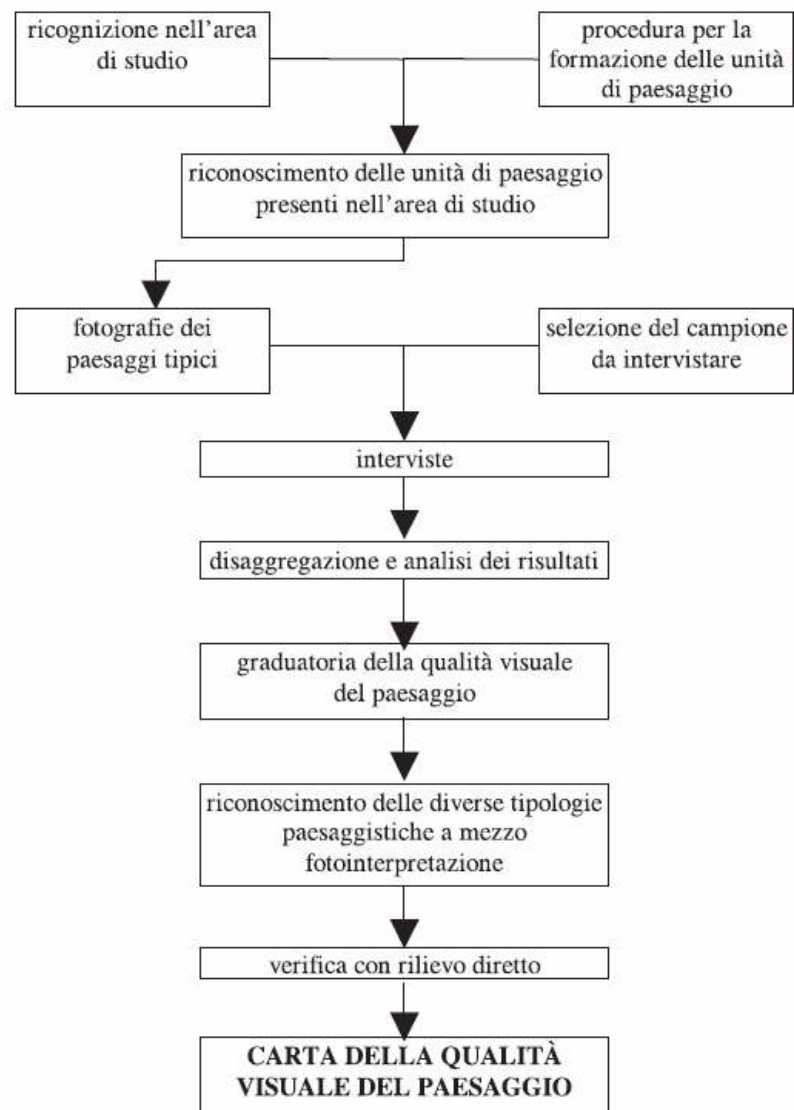 ricognizione nell'area
di studio
procedura per la
formazione delle unità
di paesaggio
riconoscimento delle unità di paesaggio
presenti nell'area di studio
fotografie dei
paesaggi tipici
selezione del campione
da intervistare
interviste
disaggregazione e analisi dei risultati
graduatoria della qualità visuale
del paesaggio
riconoscimento delle diverse tipologie
paesaggistiche a mezzo
fotointerpretazione
verifica con rilievo diretto
CARTA DELLA QUALITÀ
VISUALE DEL PAESAGGIO